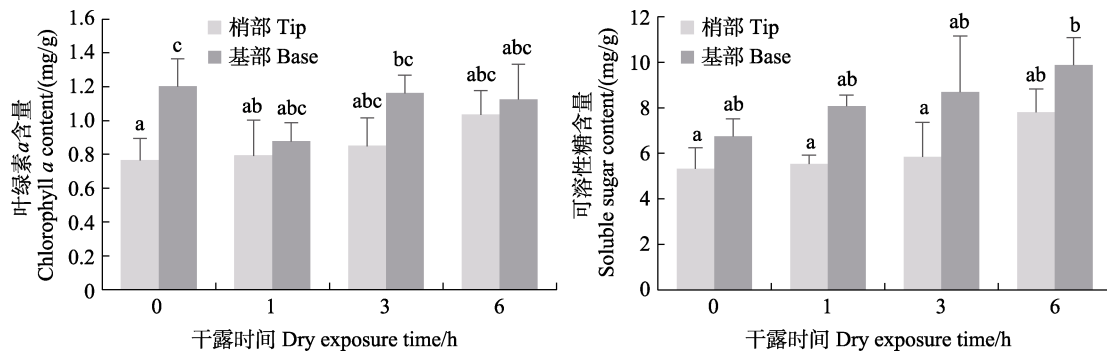 叶绿素a含量
Chlorophyll a content/(mg/g)
1.6
1.4
1.2
1.0
0.8
0.6
0.4
0.2
0
梢部 Tip
基部 Base
a
c
ab
abc
abc
bc
abc
abc
0
1
3
6
干露时间 Dry exposure time/h
可溶性糖含量
Soluble sugar content/(mg/g)
12
10
8
6
4
2
0
梢部 Tip
基部 Base
a
ab
a
ab
a
ab
ab
b
0
1
3
6
干露时间 Dry exposure time/h